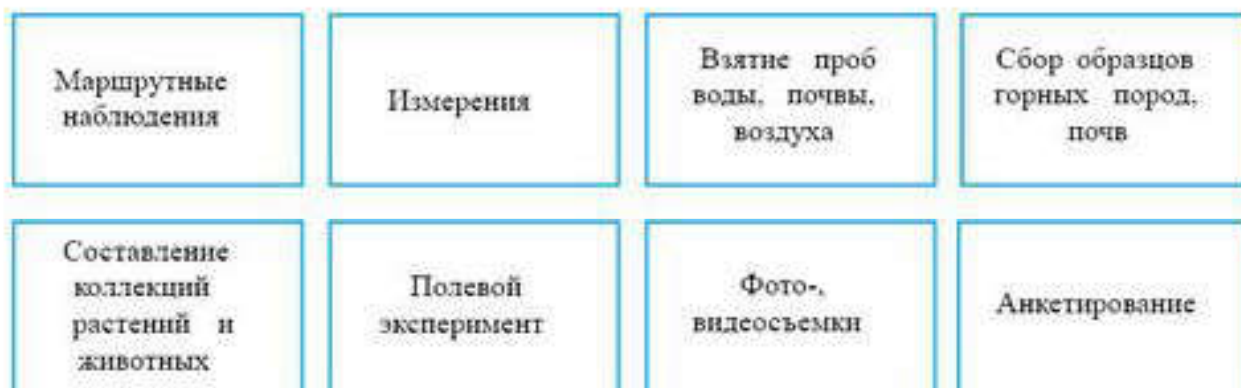 Маршрутные
наблюдения
Измерения
Взятие проб
воды, почвы,
воздуха
Сбор образцов
горных пород,
почв
Составление
коллекций
растений и
животных
Полевой
эксперимент
Фото-,
видеосъемки
Анкетирование